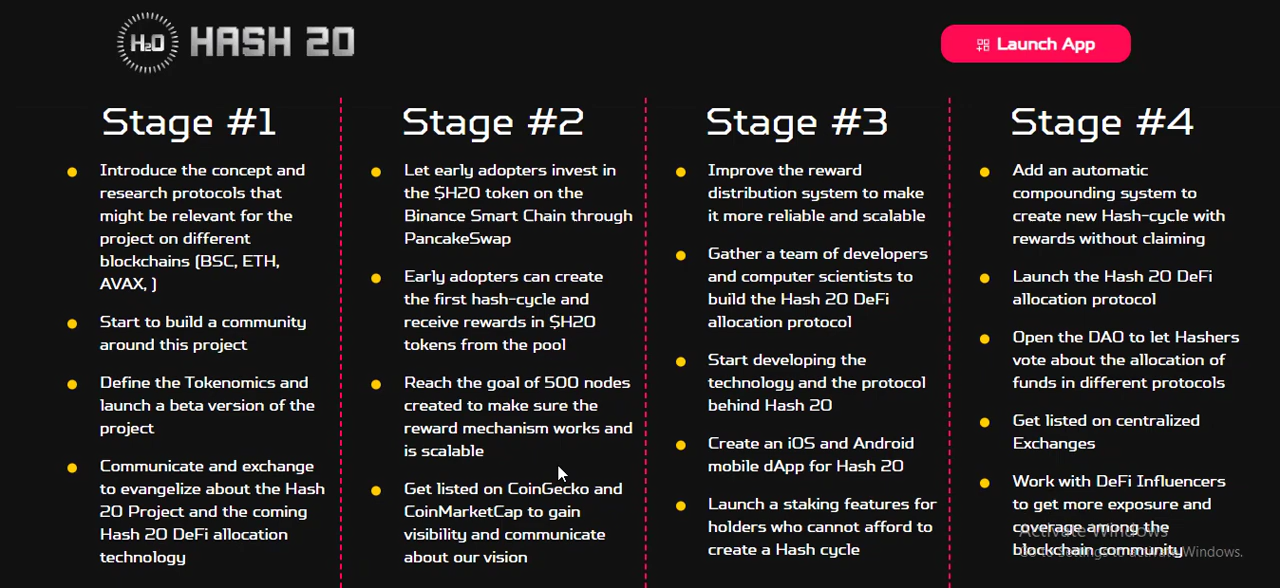 H2O HASH 20
Launch App
Stage #1
Introduce the concept and
research protocols that
might be relevant for the
project on different
blockchains (BSC, ETH,
AVAX, )
Start to build a community
around this project
Define the Tokenomics and
launch a beta version of the
project
Communicate and exchange
to evangelize about the Hash
20 Project and the coming
Hash 20 DeFi allocation
technology
Stage #2
Let early adopters invest in
the $H20 token on the
Binance Smart Chain through
PancakeSwap
Early adopters can create
the first hash-cycle and
receive rewards in $H20
tokens from the pool
Reach the goal of 500 nodes
created to make sure the
reward mechanism works and
is scalable
Get listed on CoinGecko and
CoinMarketCap to gain
visibility and communicate
about our vision
Stage #3
Improve the reward
distribution system to make
it more reliable and scalable
Gather a team of developers
and computer scientists to
build the Hash 20 DeFi
allocation protocol
Start developing the
technology and the protocol
behind Hash 20
Create an iOS and Android
mobile dApp for Hash 20
Launch a staking features for
holders who cannot afford to
create a Hash cycle
Stage #4
Add an automatic
compounding system to
create new Hash-cycle with
rewards without claiming
Launch the Hash 20 DeFi
allocation protocol
Open the DAO to let Hashers
vote about the allocation of
funds in different protocols
Get listed on centralized
Exchanges
Work with DeFi Influencers
to get more exposure and
coverage among the
blockchain community
Activate Windows
Go to Settings to activate Windows.